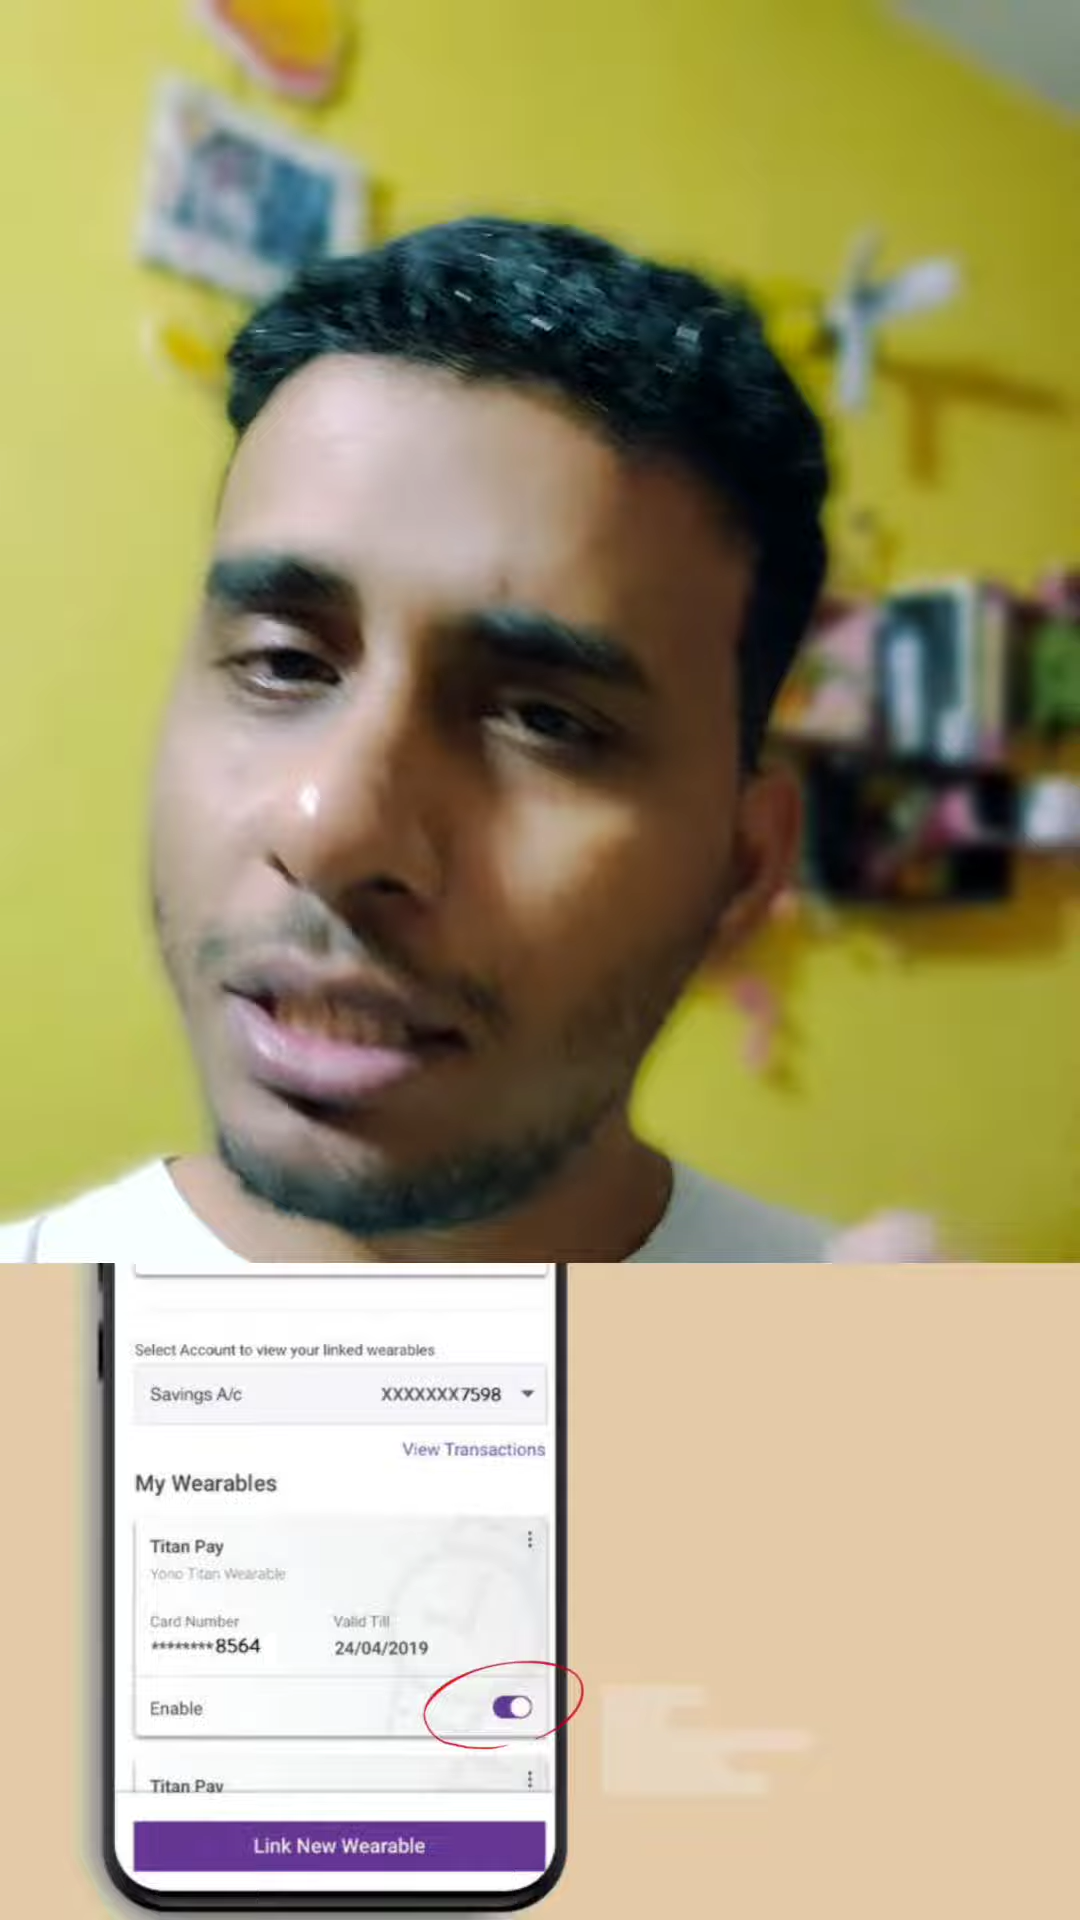 Select Account to view your linked wearables
Savings A/c XXXXXXX7598
View Transactions
My Wearables
Titan Pay
Yono Titan Wearable
Card Number Valid Till
********8564 24/04/2019
Enable
Titan Pay
Link New Wearable